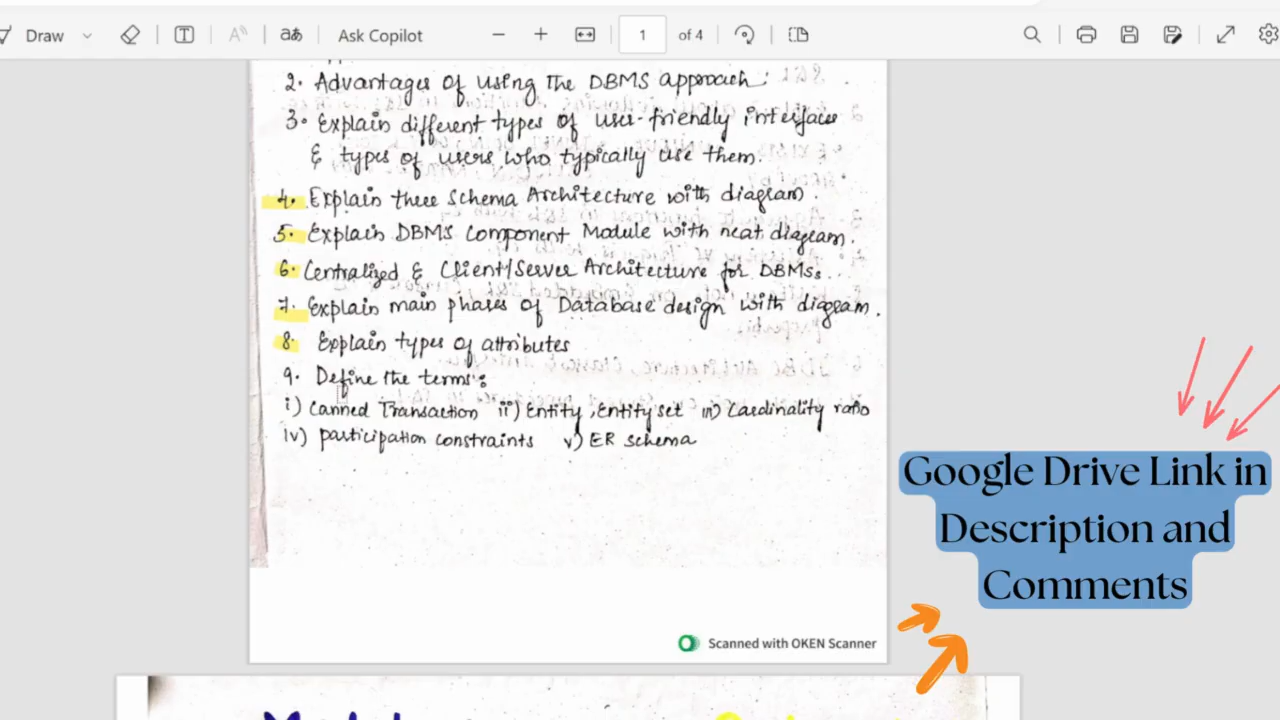 Draw
Ask Copilot
1 of 4
2. Advantages of using the DBMS approach:
3. Explain different types of user-friendly interfaces
& types of users who typically use them.
4. Explain three Schema Architecture with diagram.
5. Explain DBMS Component Module with neat diagram.
6. Centralized & Client/Server Architecture for DBMSs.
7. Explain main phases of Database design with diagram.
8. Explain types of attributes
9. Define the terms:
i) Canned Transaction ii) Entity, Entity set iii) Cardinality ratio
iv) participation constraints v) ER schema
Google Drive Link in
Description and
Comments
Scanned with OKEN Scanner